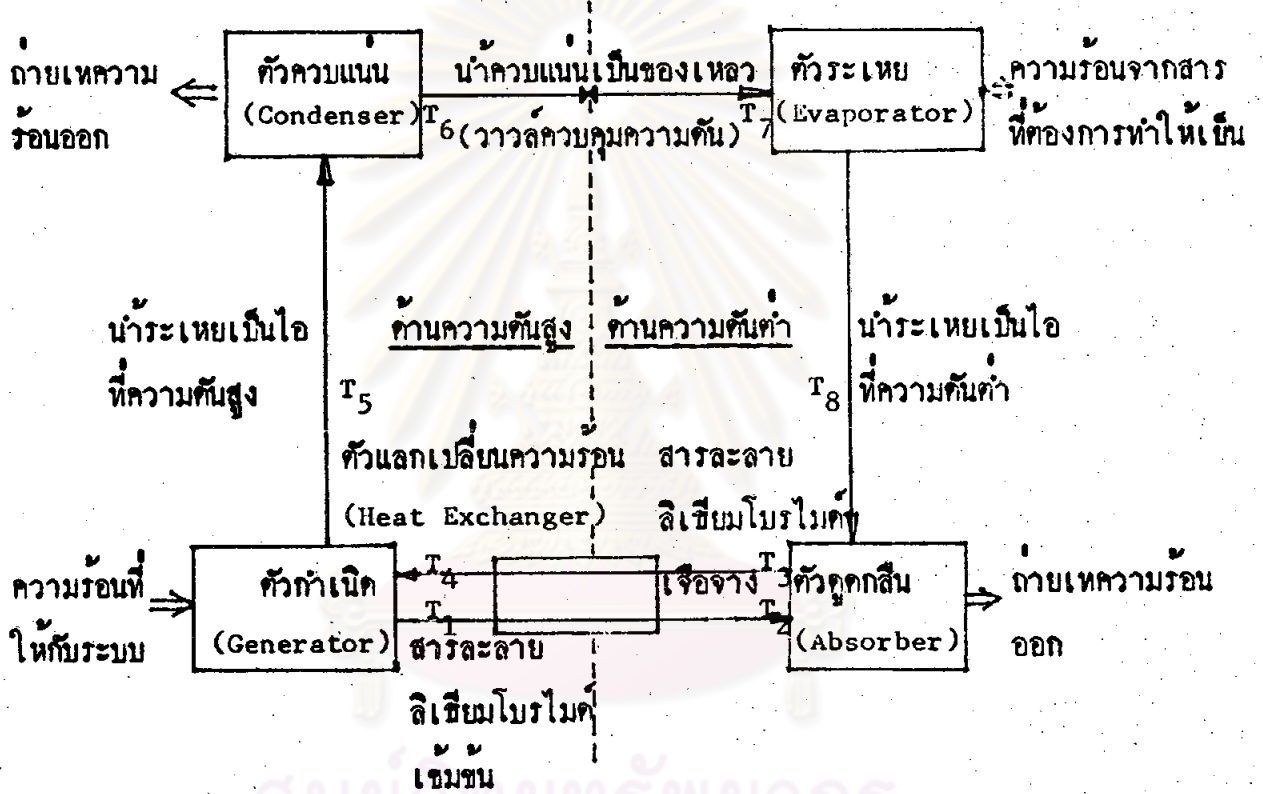 ถ่ายเทความ
ร้อนออก
ตัวควบแน่น
(Condenser)
น้ำควบแน่นเป็นของเหลว
T6
(วาวล์ควบคุมความดัน)
T7
ตัวระเหย
(Evaporator)
ความร้อนจากสาร
ที่ต้องการทำให้เย็น
น้ำระเหยเป็นไอ
ที่ความดันสูง
T5
ด้านความดันสูง
ด้านความดันต่ำ
น้ำระเหยเป็นไอ
ที่ความดันต่ำ
T8
ตัวแลกเปลี่ยนความร้อน
(Heat Exchanger)
สารละลาย
ลิเธียมโบรไมด์
เจือจาง
ความร้อนที่
ให้กับระบบ
ตัวกำเนิด
(Generator)
T4
T1
T3
T2
ตัวดูดกลืน
(Absorber)
ถ่ายเทความร้อน
ออก
สารละลาย
ลิเธียมโบรไมด์
เข้มข้น